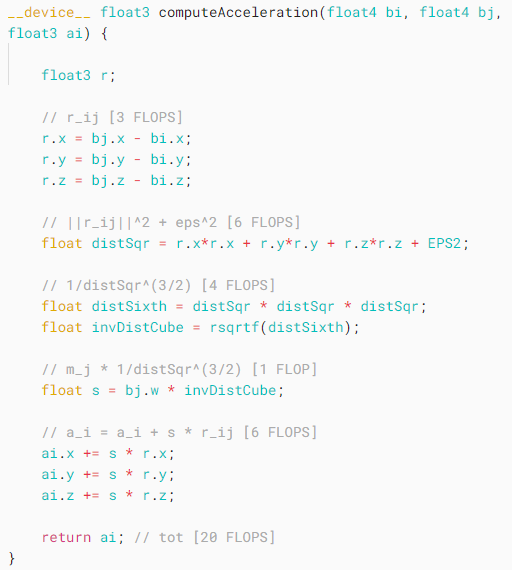 __device__ float3 computeAcceleration(float4 bi, float4 bj,
float3 ai) {
float3 r;
// r_ij [3 FLOPS]
r.x = bj.x - bi.x;
r.y = bj.y - bi.y;
r.z = bj.z - bi.z;
// ||r_ij||^2 + eps^2 [6 FLOPS]
float distSqr = r.x*r.x + r.y*r.y + r.z*r.z + EPS2;
// 1/distSqr^(3/2) [4 FLOPS]
float distSixth = distSqr * distSqr * distSqr;
float invDistCube = rsqrtf(distSixth);
// m_j * 1/distSqr^(3/2) [1 FLOP]
float s = bj.w * invDistCube;
// a_i = a_i + s * r_ij [6 FLOPS]
ai.x += s * r.x;
ai.y += s * r.y;
ai.z += s * r.z;
return ai; // tot [20 FLOPS]
}